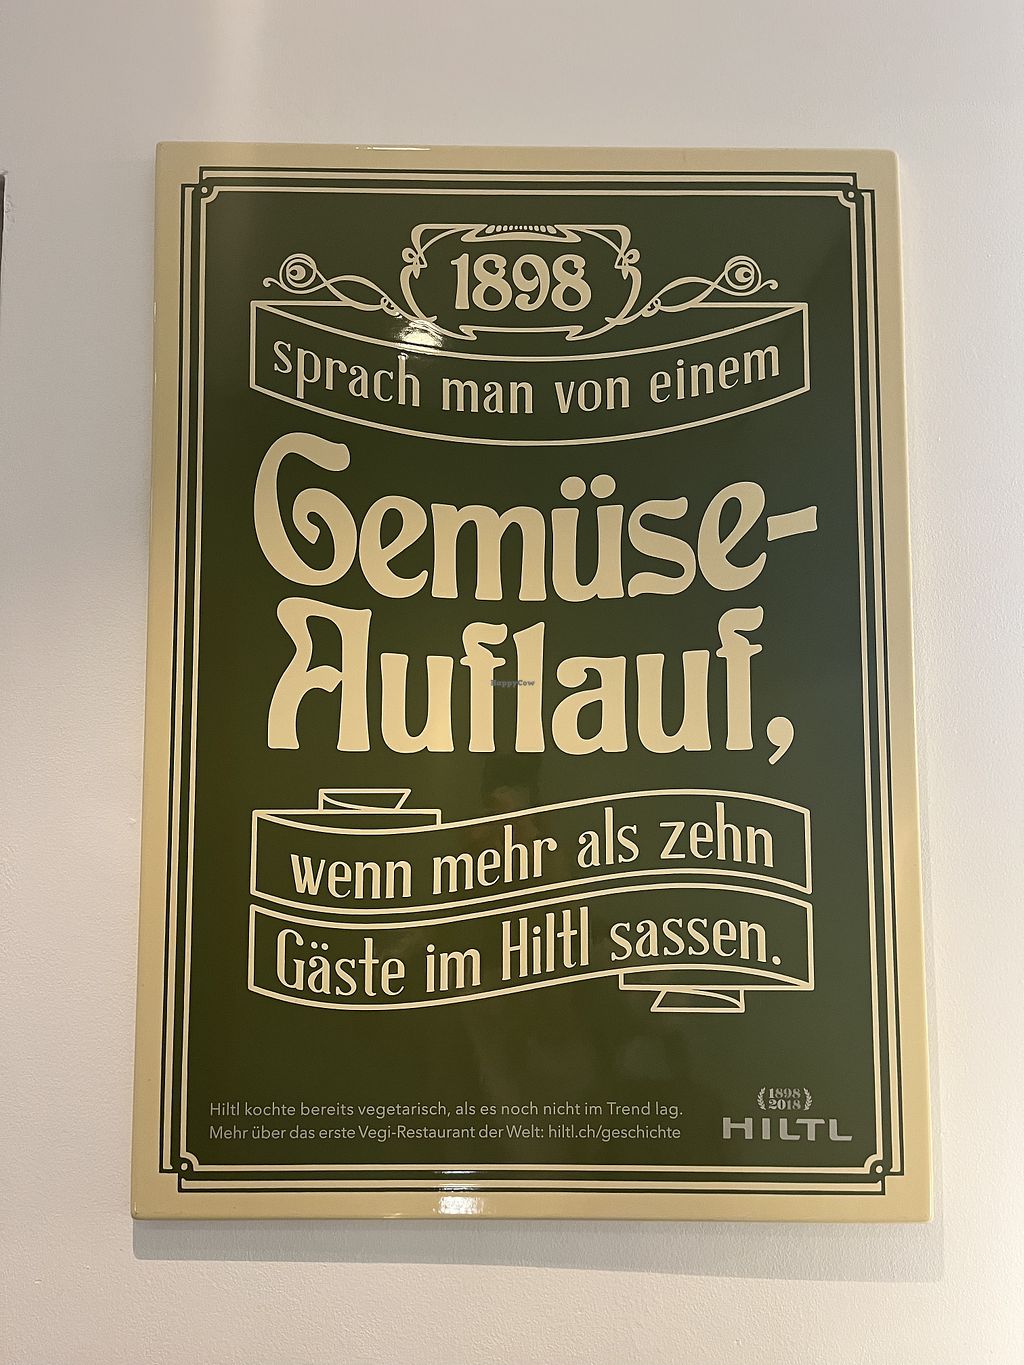 1898
sprach man von einem
Gemüse-
Auflauf,
HappyCow
wenn mehr als zehn
Gäste im Hiltl sassen.
Hiltl kochte bereits vegetarisch, als es noch nicht im Trend lag.
Mehr über das erste Vegi-Restaurant der Welt: hiltl.ch/geschichte
1898
2018
HILTL